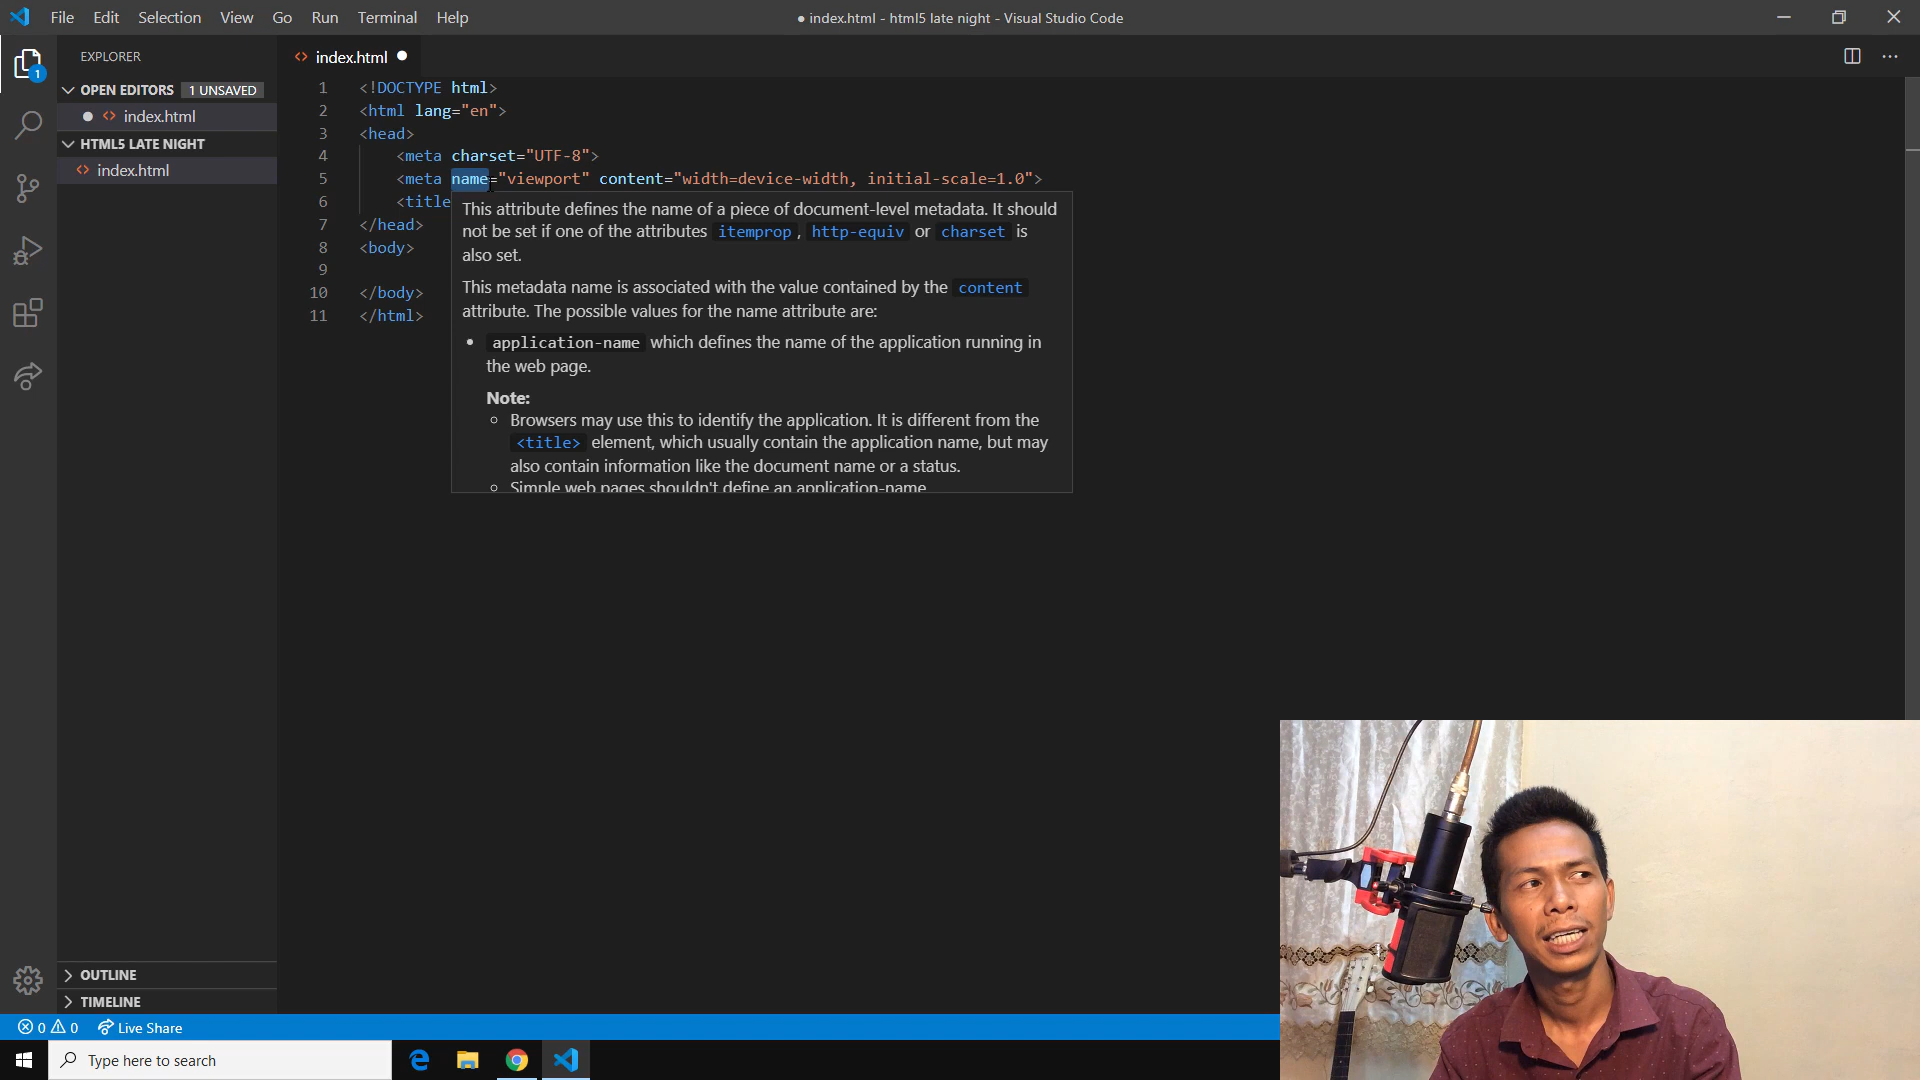 File Edit Selection View Go Run Terminal Help
● index.html - html5 late night - Visual Studio Code
EXPLORER
OPEN EDITORS 1 UNSAVED
index.html
HTML5 LATE NIGHT
index.html
OUTLINE
TIMELINE
1
index.html
1 <!DOCTYPE html>
2 <html lang="en">
3 <head>
4 <meta charset="UTF-8">
5 <meta name="viewport" content="width=device-width, initial-scale=1.0">
6 <title
7 </head>
8 <body>
9
10 </body>
11 </html>
This attribute defines the name of a piece of document-level metadata. It should
not be set if one of the attributes itemprop, http-equiv or charset is
also set.
This metadata name is associated with the value contained by the content
attribute. The possible values for the name attribute are:
• application-name which defines the name of the application running in
the web page.
Note:
○ Browsers may use this to identify the application. It is different from the
<title> element, which usually contain the application name, but may
also contain information like the document name or a status.
○ Simple web pages shouldn't define an application-name
0 0 Live Share
Type here to search